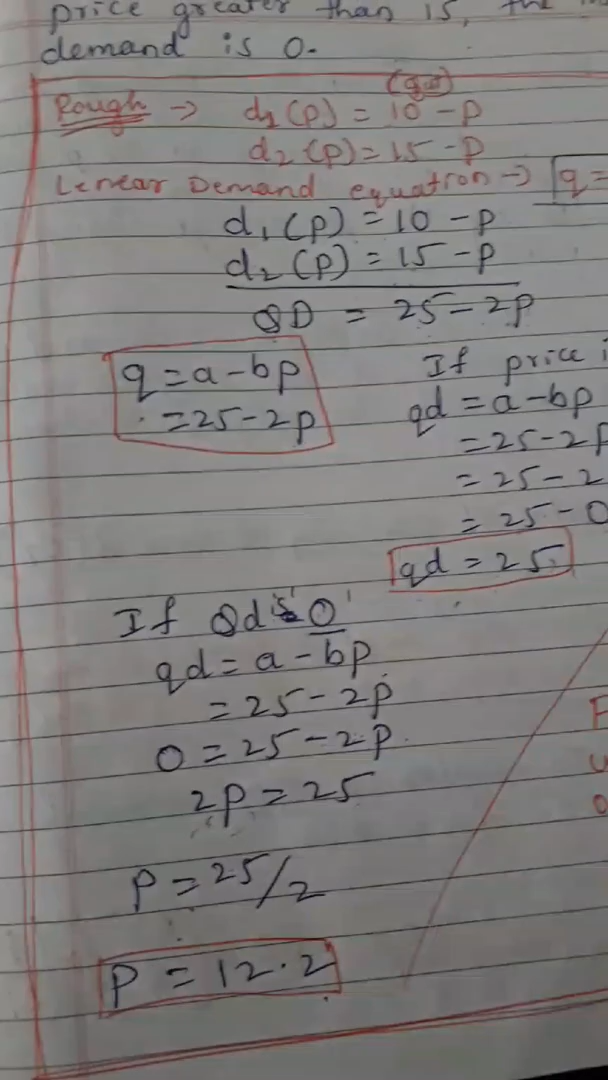 price greater than 15, the
demand is 0.
Rough → d1(p) = 10 - p
d2(p) = 15 - p
Linear Demand equation → q =
d1(p) = 10 - p
d2(p) = 15 - p
QD = 25 - 2p
q = a - bp
= 25 - 2p
If price i
qd = a - bp
= 25 - 2p
= 25 - 2
= 25 - 0
qd = 25
If Qd is '0'
qd = a - bp
= 25 - 2p
0 = 25 - 2p
2p = 25
p = 25/2
p = 12.2